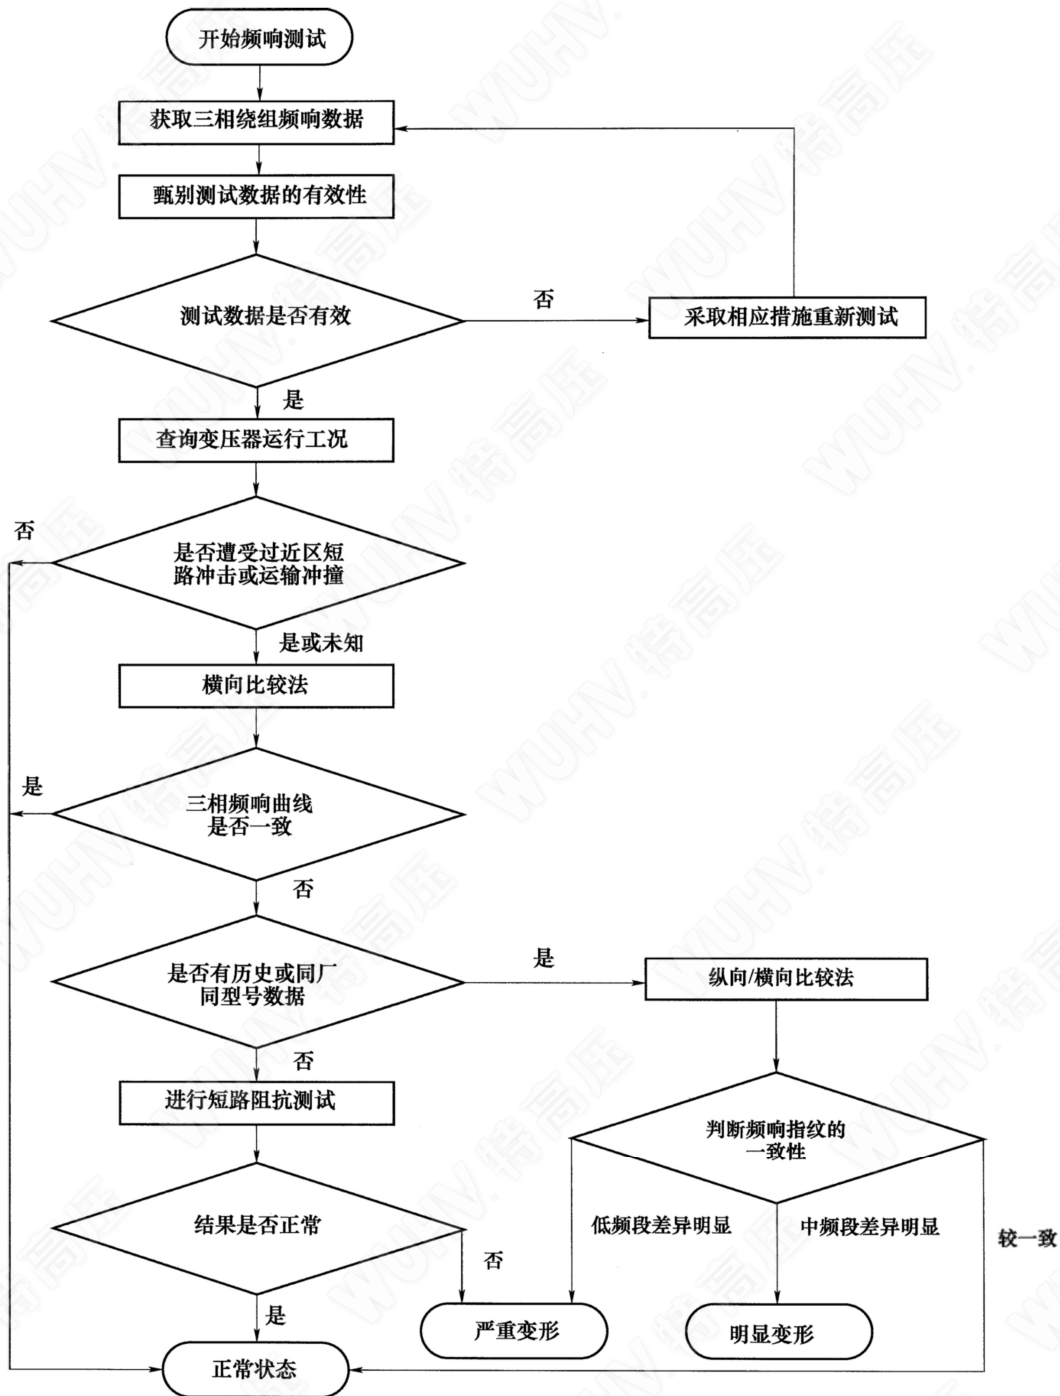 开始频响测试
获取三相绕组频响数据
甄别测试数据的有效性
测试数据是否有效
否
采取相应措施重新测试
是
查询变压器运行工况
否
是否遭受过近区短
路冲击或运输冲撞
是或未知
横向比较法
是
三相频响曲线
是否一致
否
是否有历史或同厂
同型号数据
是
纵向/横向比较法
否
进行短路阻抗测试
判断频响指纹的
一致性
结果是否正常
低频段差异明显
中频段差异明显
较一致
否
是
严重变形
明显变形
正常状态
WUHV.特高压